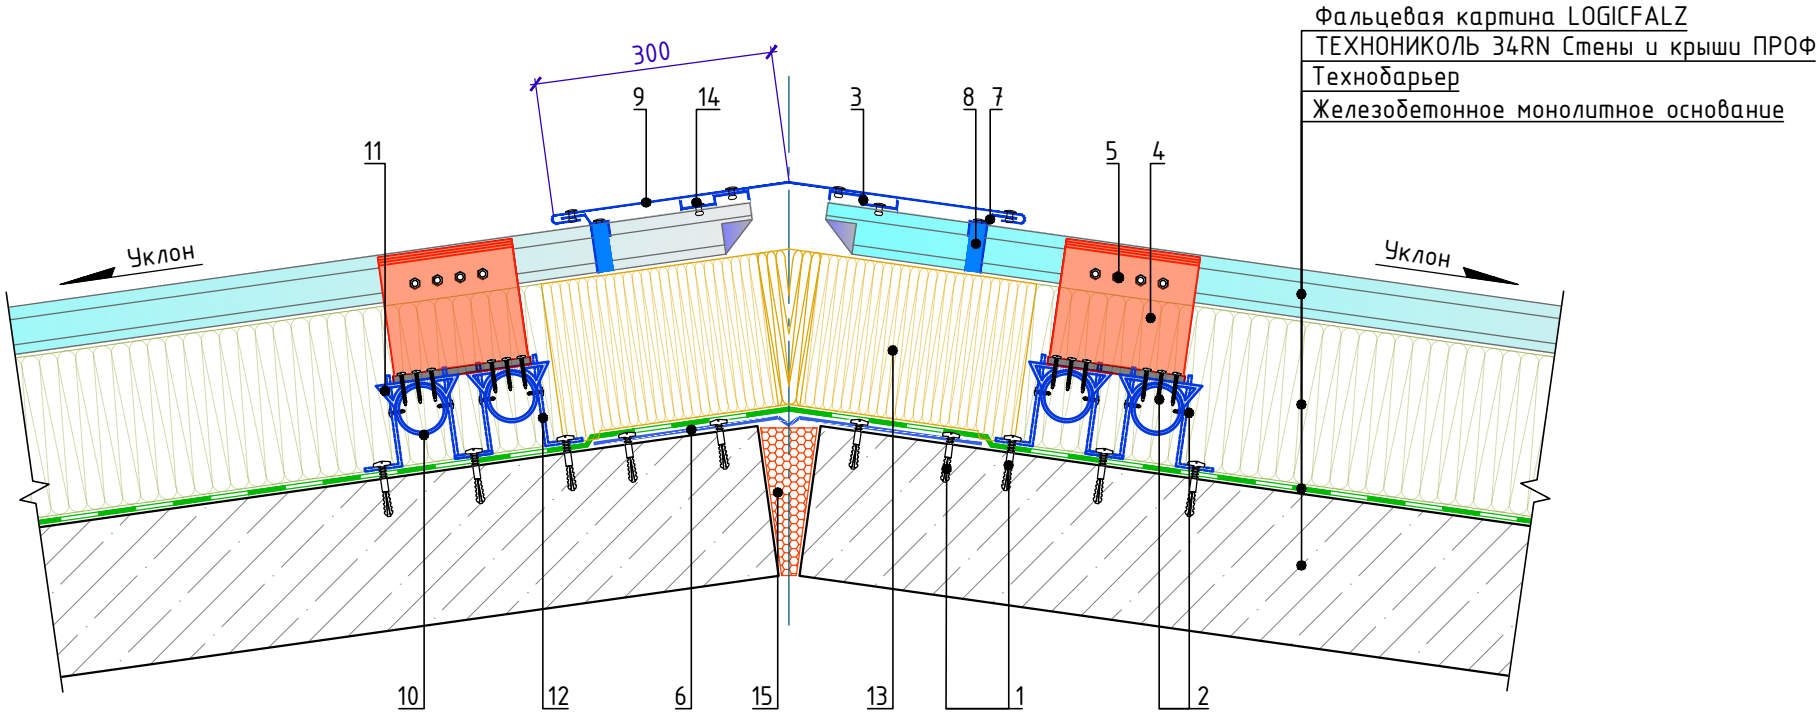 Фальцевая картина LOGICFALZ
ТЕХНОНИКОЛЬ 34RN Стены и крыши ПРОФ
Технобарьер
Железобетонное монолитное основание
300
9
14
3
8
7
11
5
4
Уклон
Уклон
10
12
6
15
13
1
2